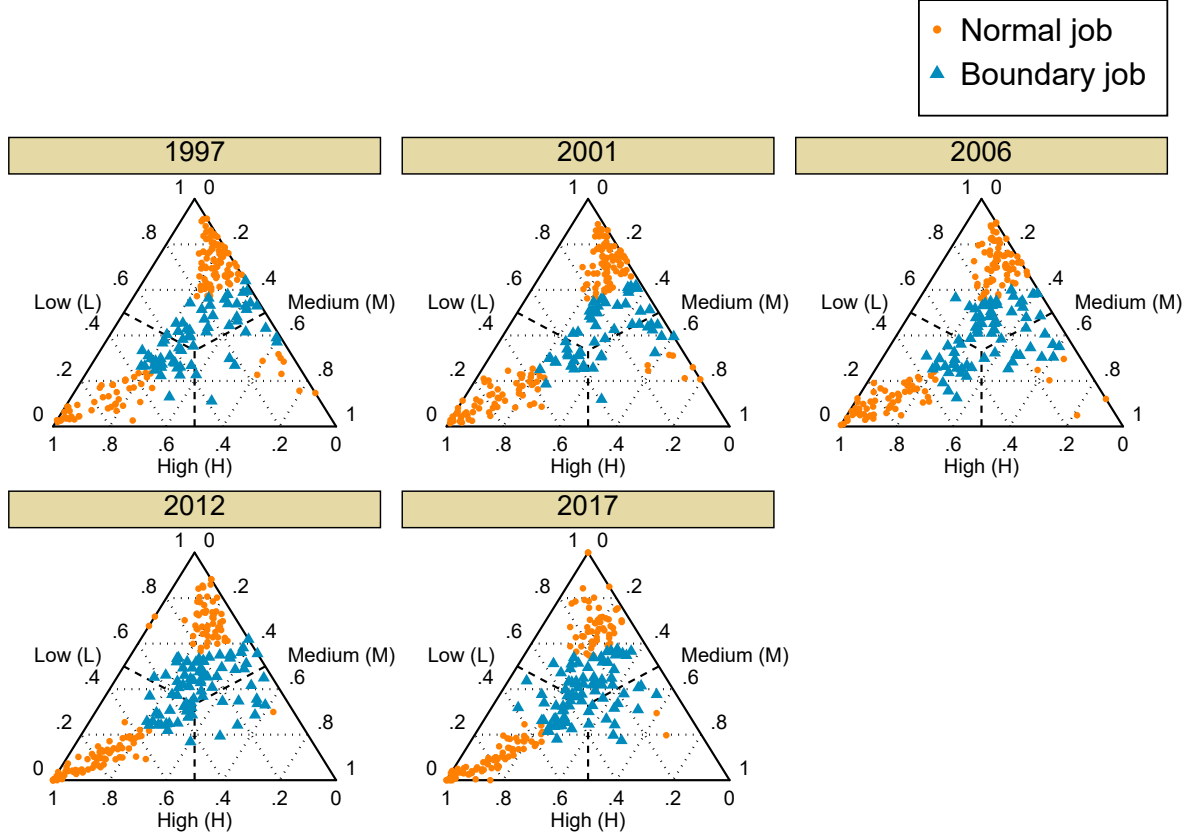 Normal job
Boundary job
1997
2001
2006
1 0
1 0
1 0
.8 .2
.8 .2
.8 .2
.6 .4
.6 .4
.6 .4
Low (L) Medium (M)
Low (L) Medium (M)
Low (L) Medium (M)
.4 .6
.4 .6
.4 .6
.2 .8
.2 .8
.2 .8
0 1
0 1
0 1
1 .8 .6 .4 .2 0
1 .8 .6 .4 .2 0
1 .8 .6 .4 .2 0
High (H)
High (H)
High (H)
2012
2017
1 0
1 0
.8 .2
.8 .2
.6 .4
.6 .4
Low (L) Medium (M)
Low (L) Medium (M)
.4 .6
.4 .6
.2 .8
.2 .8
0 1
0 1
1 .8 .6 .4 .2 0
1 .8 .6 .4 .2 0
High (H)
High (H)